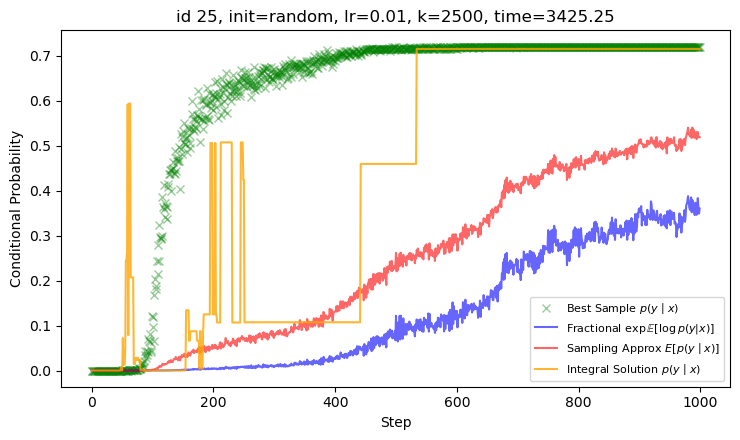 id 25, init=random, lr=0.01, k=2500, time=3425.25
Conditional Probability
0.7
0.6
0.5
0.4
0.3
0.2
0.1
0.0
Best Sample p(y | x)
Fractional exp 𝔼[log p(y|x)]
Sampling Approx E[p(y | x)]
Integral Solution p(y | x)
0 200 400 600 800 1000
Step